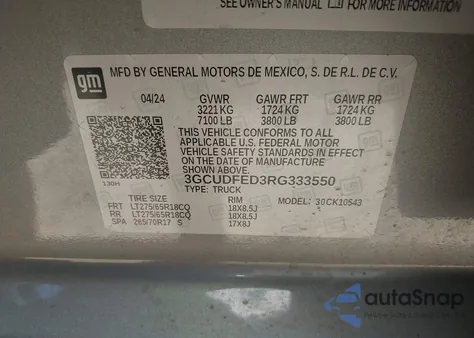 SEE OWNER'S MANUAL FOR MORE INFORMATION
gm
MFD BY GENERAL MOTORS DE MEXICO, S. DE R.L. DE C.V.
04/24 GVWR GAWR FRT GAWR RR
3221 KG 1724 KG 1724 KG
7100 LB 3800 LB 3800 LB
THIS VEHICLE CONFORMS TO ALL
APPLICABLE U.S. FEDERAL MOTOR
VEHICLE SAFETY STANDARDS IN
EFFECT ON THE DATE OF MANUFACTURE
SHOWN ABOVE.
3GCUDFED3RG333550
130H TYPE: TRUCK
TIRE SIZE RIM MODEL: 30CK10543
FRT LT275/65R18CQ 18X8.5J
RR LT275/65R18CQ 18X8.5J
SPA 265/70R17 S 17X8J
autoSnap